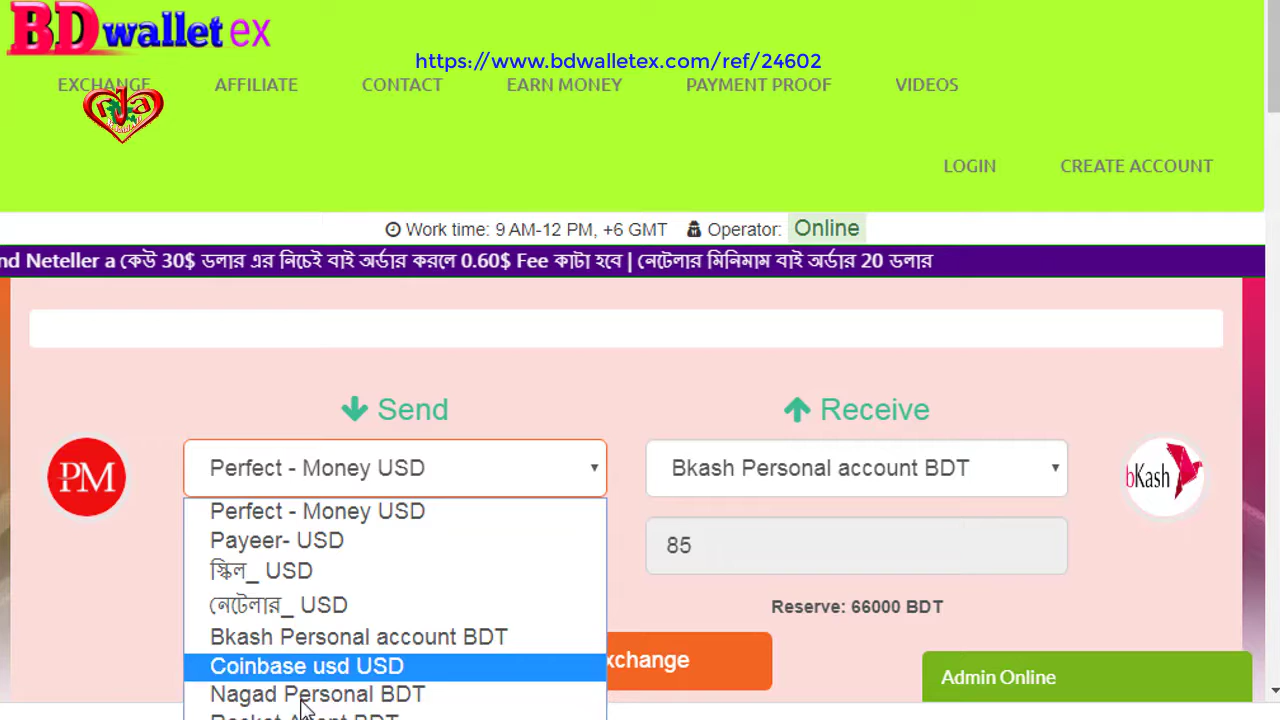 BDwallet ex
https://www.bdwalletex.com/ref/24602
EXCHANGE AFFILIATE CONTACT EARN MONEY PAYMENT PROOF VIDEOS
LOGIN CREATE ACCOUNT
Work time: 9 AM-12 PM, +6 GMT Operator: Online
nd Neteller a কেউ 30$ ডলার এর নিচেই বাই অর্ডার করলে 0.60$ Fee কাটা হবে | নেটেলার মিনিমাম বাই অর্ডার 20 ডলার
Send Receive
PM Perfect - Money USD Bkash Personal account BDT bKash
Perfect - Money USD
Payeer- USD 85
স্কিল_ USD
নেটেলার_ USD Reserve: 66000 BDT
Bkash Personal account BDT
Coinbase usd USD xchange
Admin Online
Nagad Personal BDT
Rocket Agent BDT